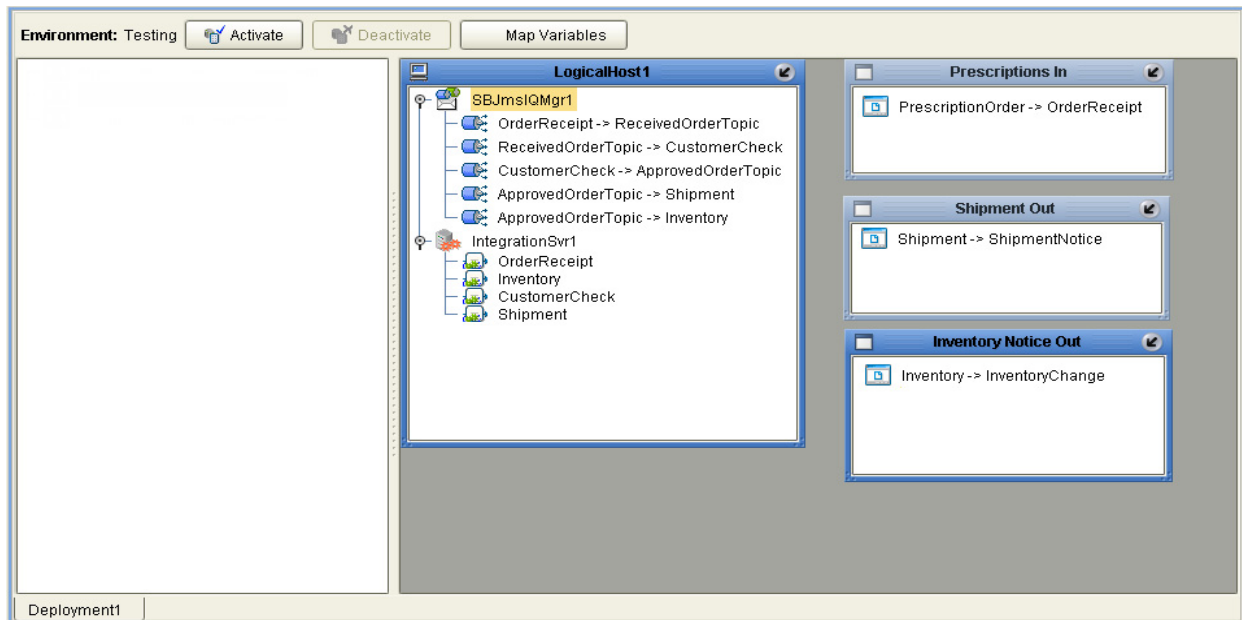 Environment: Testing Activate Deactivate Map Variables
LogicalHost1
SBJmsIQMgr1
OrderReceipt -> ReceivedOrderTopic
ReceivedOrderTopic -> CustomerCheck
CustomerCheck -> ApprovedOrderTopic
ApprovedOrderTopic -> Shipment
ApprovedOrderTopic -> Inventory
IntegrationSvr1
OrderReceipt
Inventory
CustomerCheck
Shipment
Prescriptions In
PrescriptionOrder -> OrderReceipt
Shipment Out
Shipment -> ShipmentNotice
Inventory Notice Out
Inventory -> InventoryChange
Deployment1